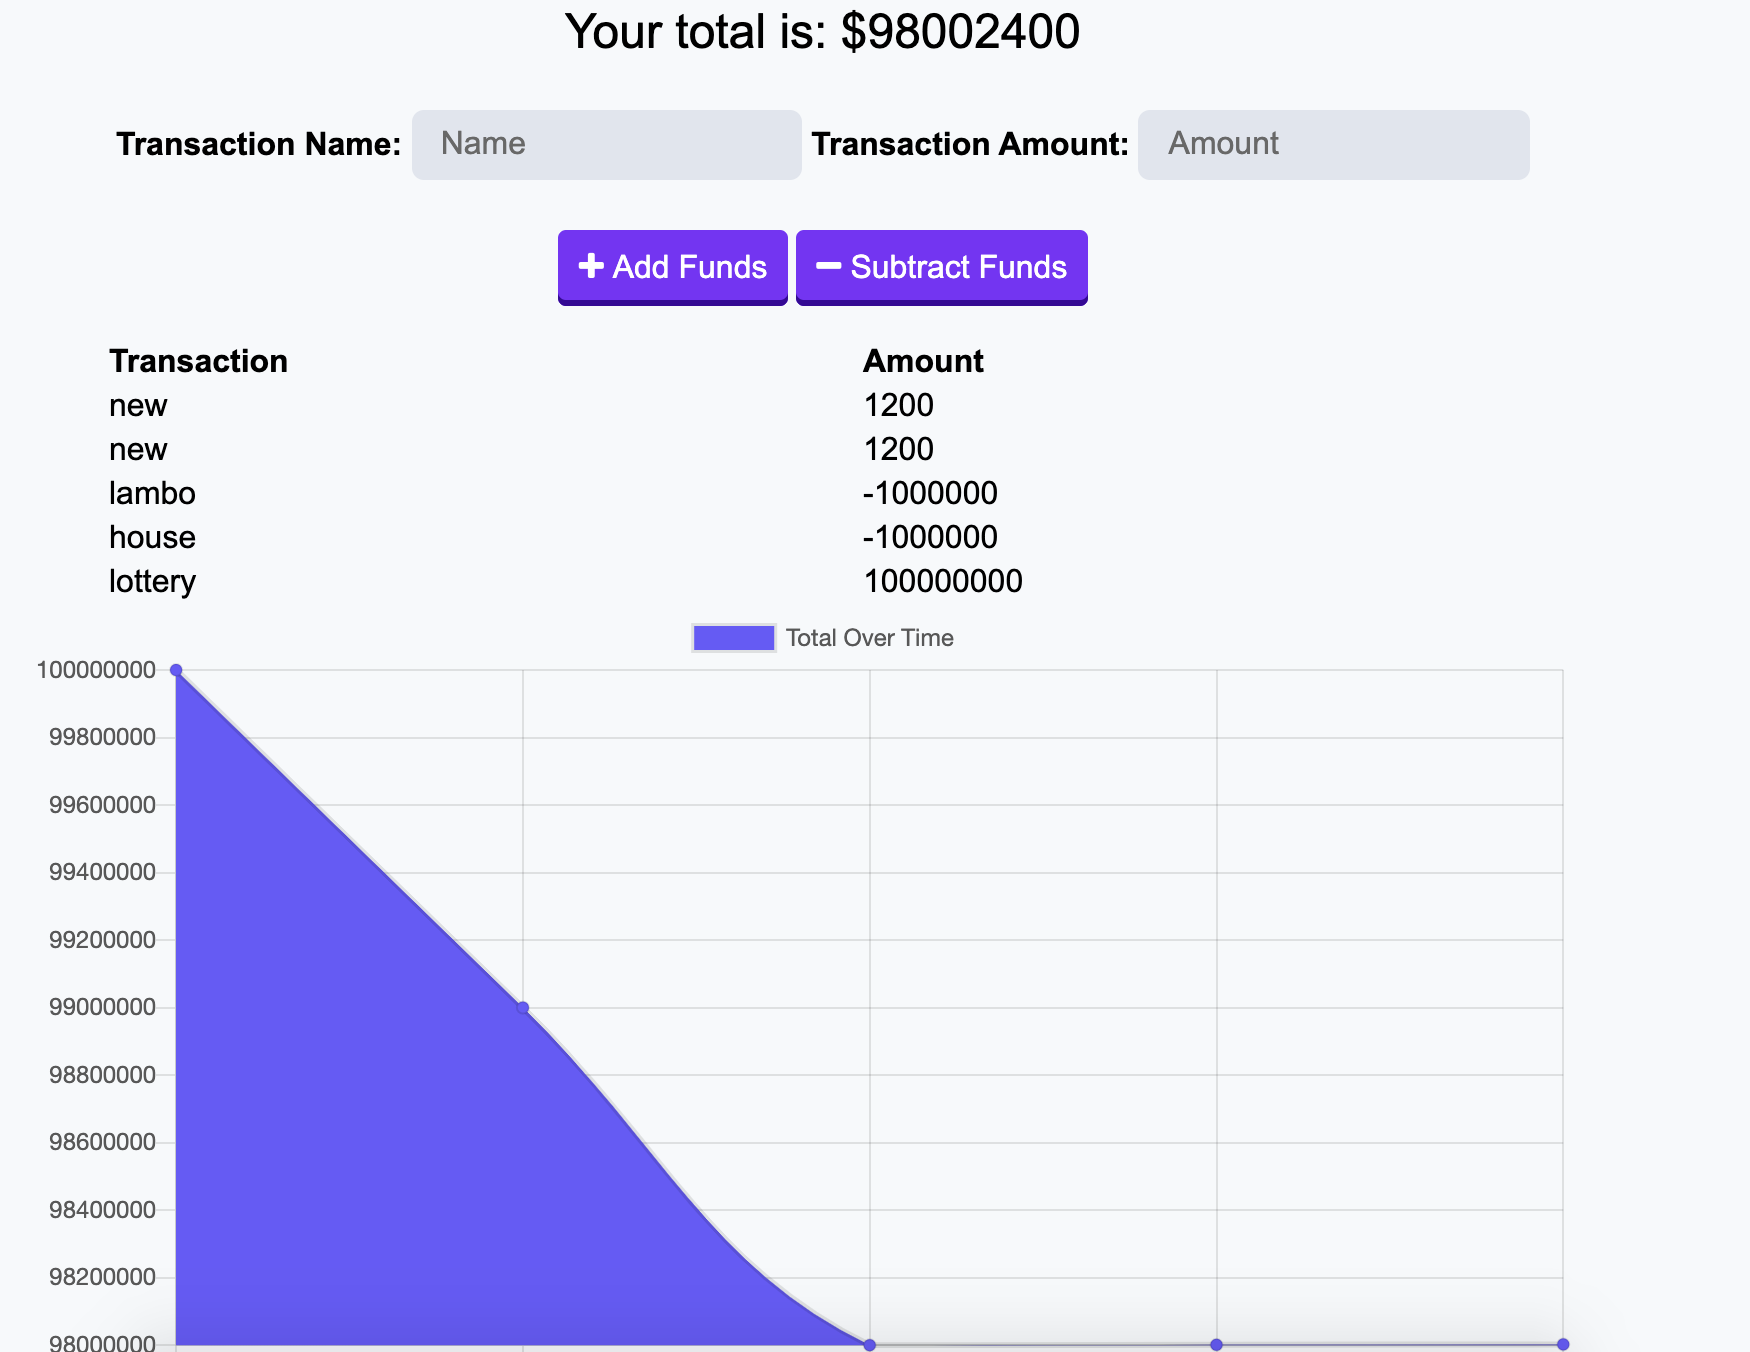 Your total is: $98002400
Transaction Name: Name Transaction Amount: Amount
Add Funds Subtract Funds
Transaction Amount
new 1200
new 1200
lambo -1000000
house -1000000
lottery 100000000
Total Over Time
100000000
99800000
99600000
99400000
99200000
99000000
98800000
98600000
98400000
98200000
98000000